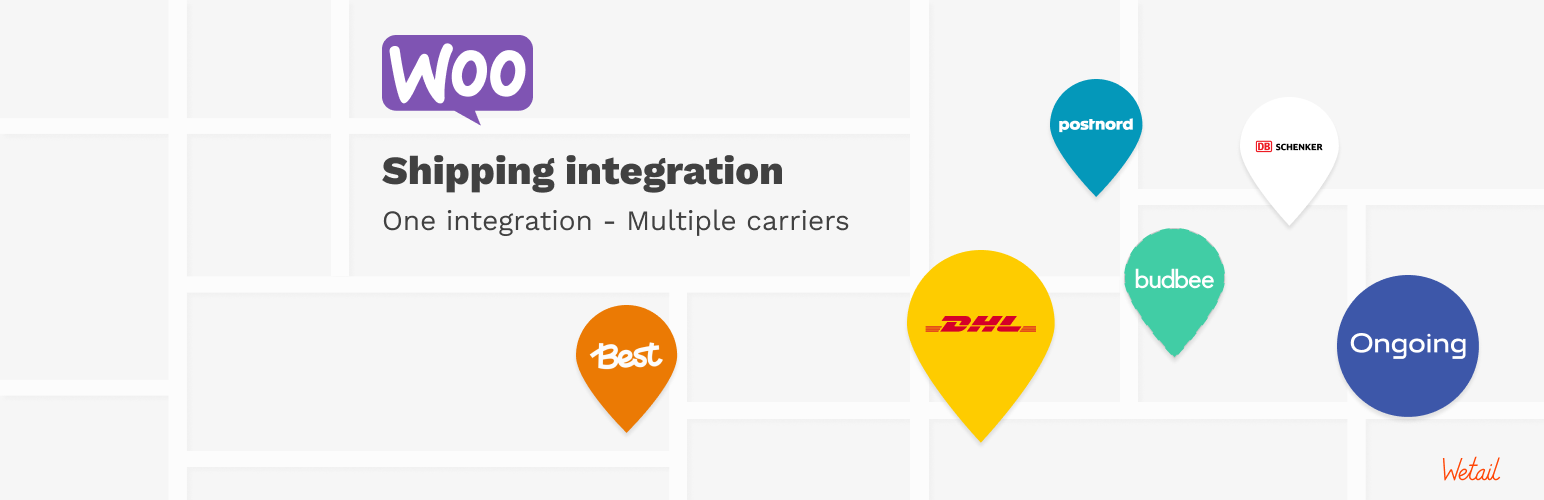 Woo
Shipping integration
One integration - Multiple carriers
postnord
DB SCHENKER
budbee
DHL
Best
Ongoing
Wetail